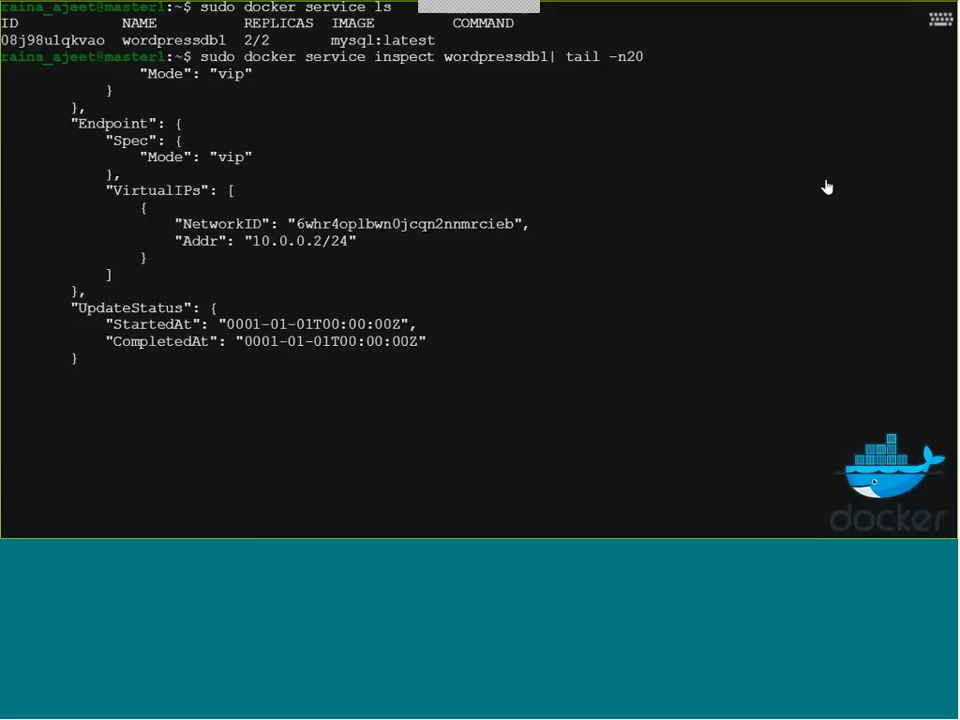 raina_ajeet@master1:~$ sudo docker service ls
ID NAME REPLICAS IMAGE COMMAND
08j98u1qkvao wordpressdb1 2/2 mysql:latest
raina_ajeet@master1:~$ sudo docker service inspect wordpressdb1| tail -n20
"Mode": "vip"
}
},
"Endpoint": {
"Spec": {
"Mode": "vip"
},
"VirtualIPs": [
{
"NetworkID": "6whr4oplbwn0jcqn2nnmrcieb",
"Addr": "10.0.0.2/24"
}
]
},
"UpdateStatus": {
"StartedAt": "0001-01-01T00:00:00Z",
"CompletedAt": "0001-01-01T00:00:00Z"
}
docker